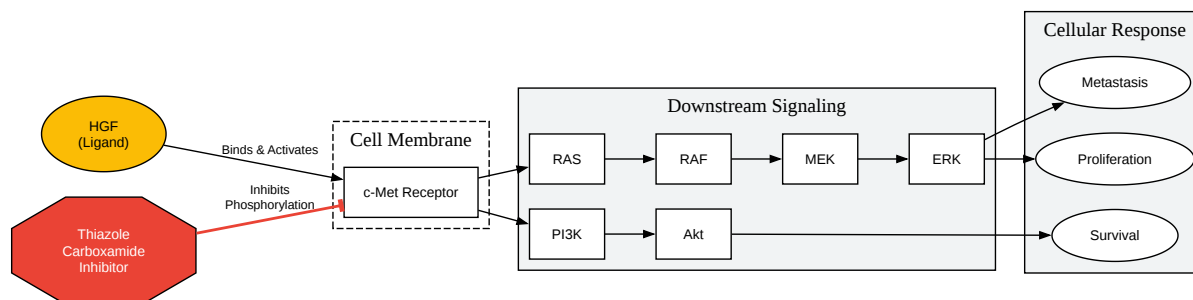 Cellular Response
Metastasis
Downstream Signaling
HGF
(Ligand)
Cell Membrane
Binds & Activates
RAS
RAF
MEK
ERK
Proliferation
Inhibits
Phosphorylation
c-Met Receptor
Thiazole
Carboxamide
Inhibitor
PI3K
Akt
Survival